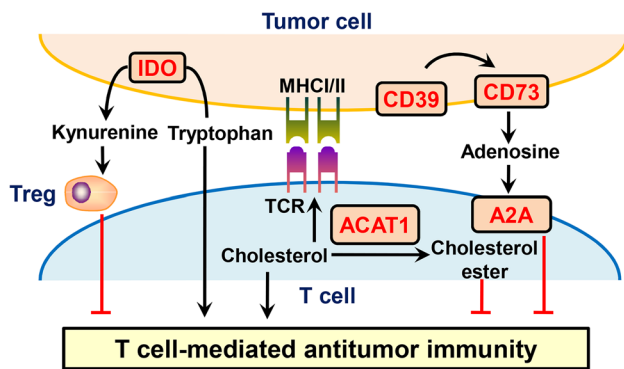 Tumor cell
IDO
MHCI/II
CD39
CD73
Kynurenine
Tryptophan
Adenosine
Treg
TCR
ACAT1
A2A
Cholesterol
Cholesterol
ester
T cell
T cell-mediated antitumor immunity